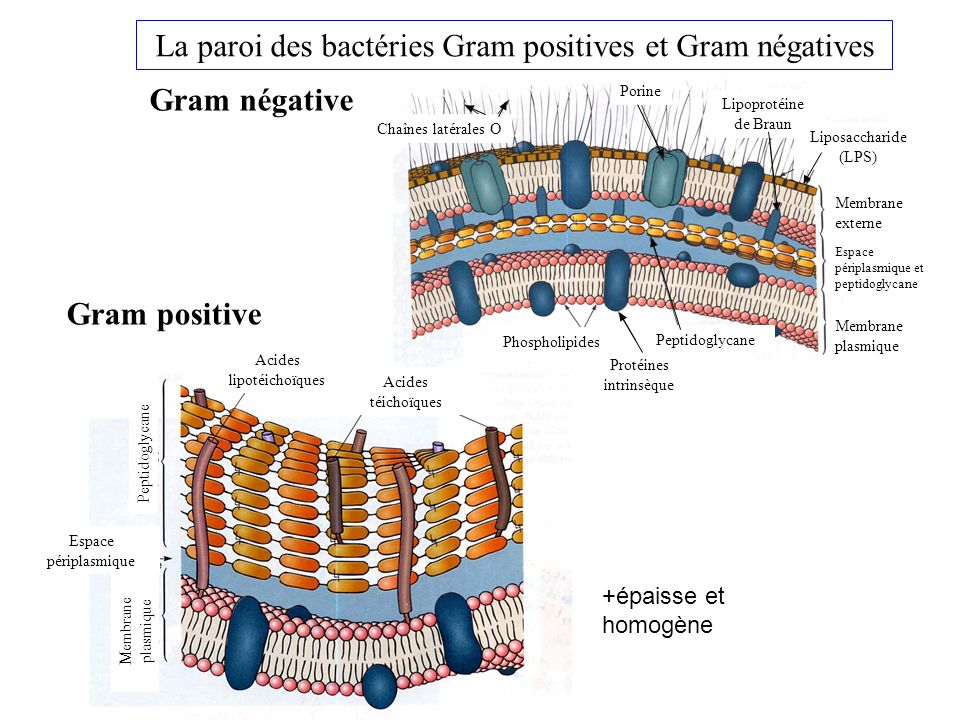 La paroi des bactéries Gram positives et Gram négatives
Gram négative
Porine
Lipoprotéine
de Braun
Chaînes latérales O
Liposaccharide
(LPS)
Membrane
externe
Espace
périplasmique et
peptidoglycane
Membrane
plasmique
Phospholipides
Peptidoglycane
Protéines
intrinsèque
Gram positive
Acides
lipotéichoïques
Acides
téichoïques
Peptidoglycane
Espace
périplasmique
Membrane
plasmique
+épaisse et
homogène